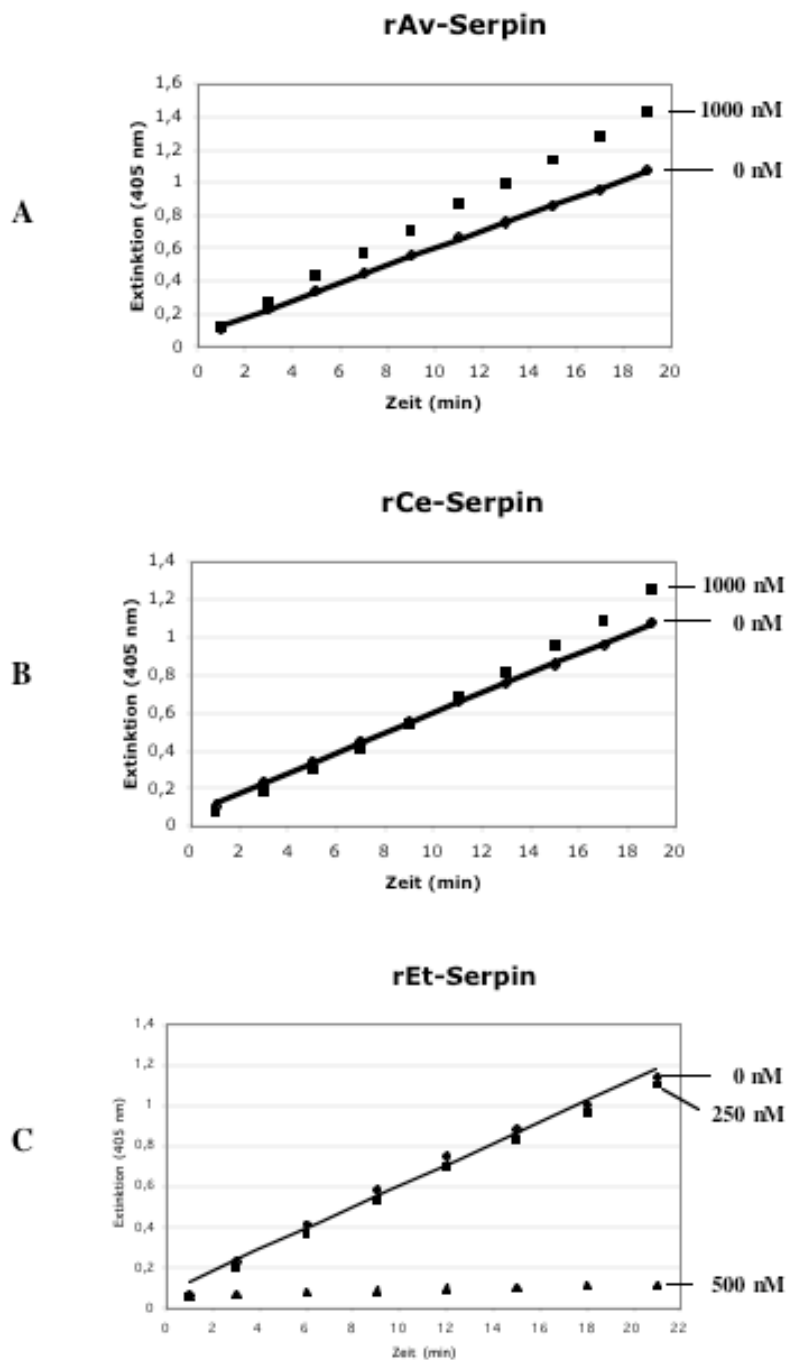 rAv-Serpin
A
Extinktion (405 nm)
1,6
1,4
1,2
1
0,8
0,6
0,4
0,2
0
0 2 4 6 8 10 12 14 16 18 20
Zeit (min)
1000 nM
0 nM
rCe-Serpin
B
Extinktion (405 nm)
1,4
1,2
1
0,8
0,6
0,4
0,2
0
0 2 4 6 8 10 12 14 16 18 20
Zeit (min)
1000 nM
0 nM
rEt-Serpin
C
Extinktion (405 nm)
1,4
1,2
1
0,8
0,6
0,4
0,2
0
0 2 4 6 8 10 12 14 16 18 20 22
Zeit (min)
0 nM
250 nM
500 nM